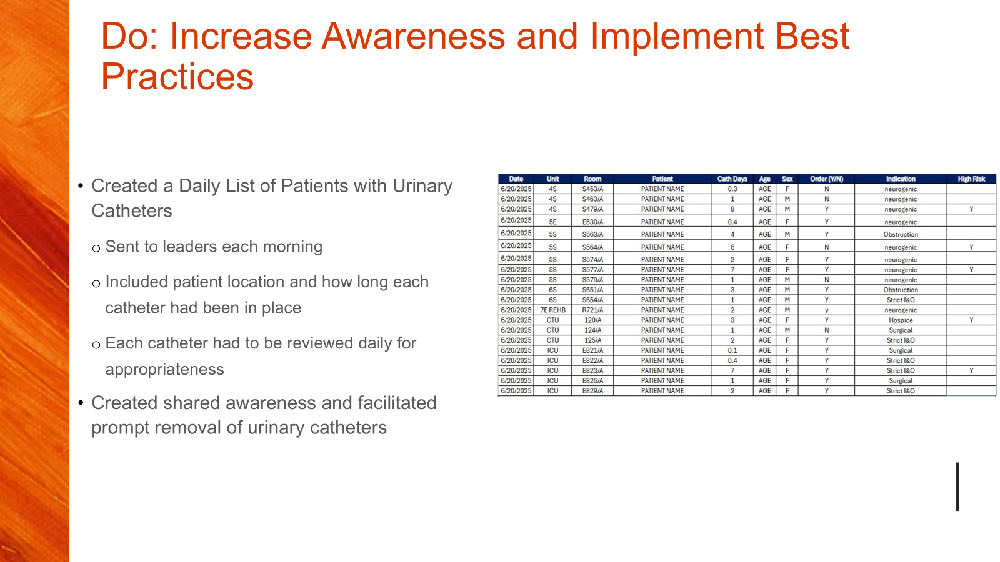 Do: Increase Awareness and Implement Best
Practices
• Created a Daily List of Patients with Urinary
Catheters
o Sent to leaders each morning
o Included patient location and how long each
catheter had been in place
o Each catheter had to be reviewed daily for
appropriateness
• Created shared awareness and facilitated
prompt removal of urinary catheters
Date Unit Room Patient Cath Days Age Sex Order (Y/N) Indication High Risk
6/20/2025 4S S453/A PATIENT NAME 0.3 AGE F N neurogenic
6/20/2025 4S S463/A PATIENT NAME 1 AGE M N neurogenic
6/20/2025 4S S479/A PATIENT NAME 8 AGE M Y neurogenic Y
6/20/2025 5E E530/A PATIENT NAME 0.4 AGE F Y neurogenic
6/20/2025 5S S563/A PATIENT NAME 4 AGE M Y Obstruction
6/20/2025 5S S564/A PATIENT NAME 6 AGE F N neurogenic Y
6/20/2025 5S S574/A PATIENT NAME 2 AGE F Y neurogenic
6/20/2025 5S S577/A PATIENT NAME 7 AGE F Y neurogenic Y
6/20/2025 5S S579/A PATIENT NAME 1 AGE M N neurogenic
6/20/2025 6S S651/A PATIENT NAME 3 AGE M Y Obstruction
6/20/2025 6S S654/A PATIENT NAME 1 AGE M Y Strict I&O
6/20/2025 7E REHB R721/A PATIENT NAME 2 AGE M y neurogenic
6/20/2025 CTU 120/A PATIENT NAME 3 AGE F Y Hospice Y
6/20/2025 CTU 124/A PATIENT NAME 1 AGE M N Surgical
6/20/2025 CTU 125/A PATIENT NAME 2 AGE F Y Strict I&O
6/20/2025 ICU E821/A PATIENT NAME 0.1 AGE F Y Surgical
6/20/2025 ICU E822/A PATIENT NAME 0.4 AGE F Y Strict I&O
6/20/2025 ICU E823/A PATIENT NAME 7 AGE F Y Strict I&O Y
6/20/2025 ICU E826/A PATIENT NAME 1 AGE F Y Surgical
6/20/2025 ICU E829/A PATIENT NAME 2 AGE F Y Strict I&O